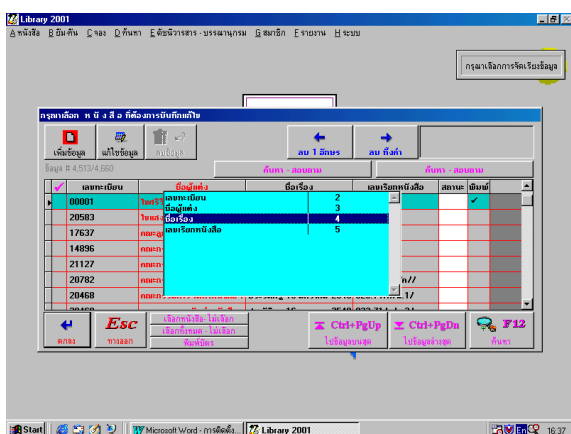 Library 2001
A หนังสือ B ยืม-คืน C จอง D ค้นหา E ดัชนีวารสาร - บรรณานุกรม G สมาชิก F รายงาน H ระบบ
กรุณาเลือกการจัดเรียงข้อมูล
กรุณาเลือก ห นั ง สื อ ที่ต้องการบันทึกแก้ไข
เพิ่มข้อมูล แก้ไขข้อมูล ลบข้อมูล ลบ 1 อักษร ลบ ทิ้งคำ
ข้อมูล # 4,513/4,660 ค้นหา - สอบถาม ค้นหา - สอบถาม
เลขทะเบียน ชื่อผู้แต่ง ชื่อเรื่อง เลขเรียกหนังสือ สถานะ พิมพ์
00001 เลขทะเบียน 2
ชื่อผู้แต่ง 3
20583 ชื่อเรื่อง 4
17637 เลขเรียกหนังสือ 5
14896
21127
20782
20468
Esc Ctrl+PgUp Ctrl+PgDn F12
ตกลง ทางออก เลือกหนังสือ-ไม่เลือก
เลือกทั้งหมด - ไม่เลือก
พิมพ์บัตร ไปข้อมูลบนสุด ไปข้อมูลล่างสุด ค้นหา
Start Microsoft Word - การติดตั้ง... Library 2001 En 16:37